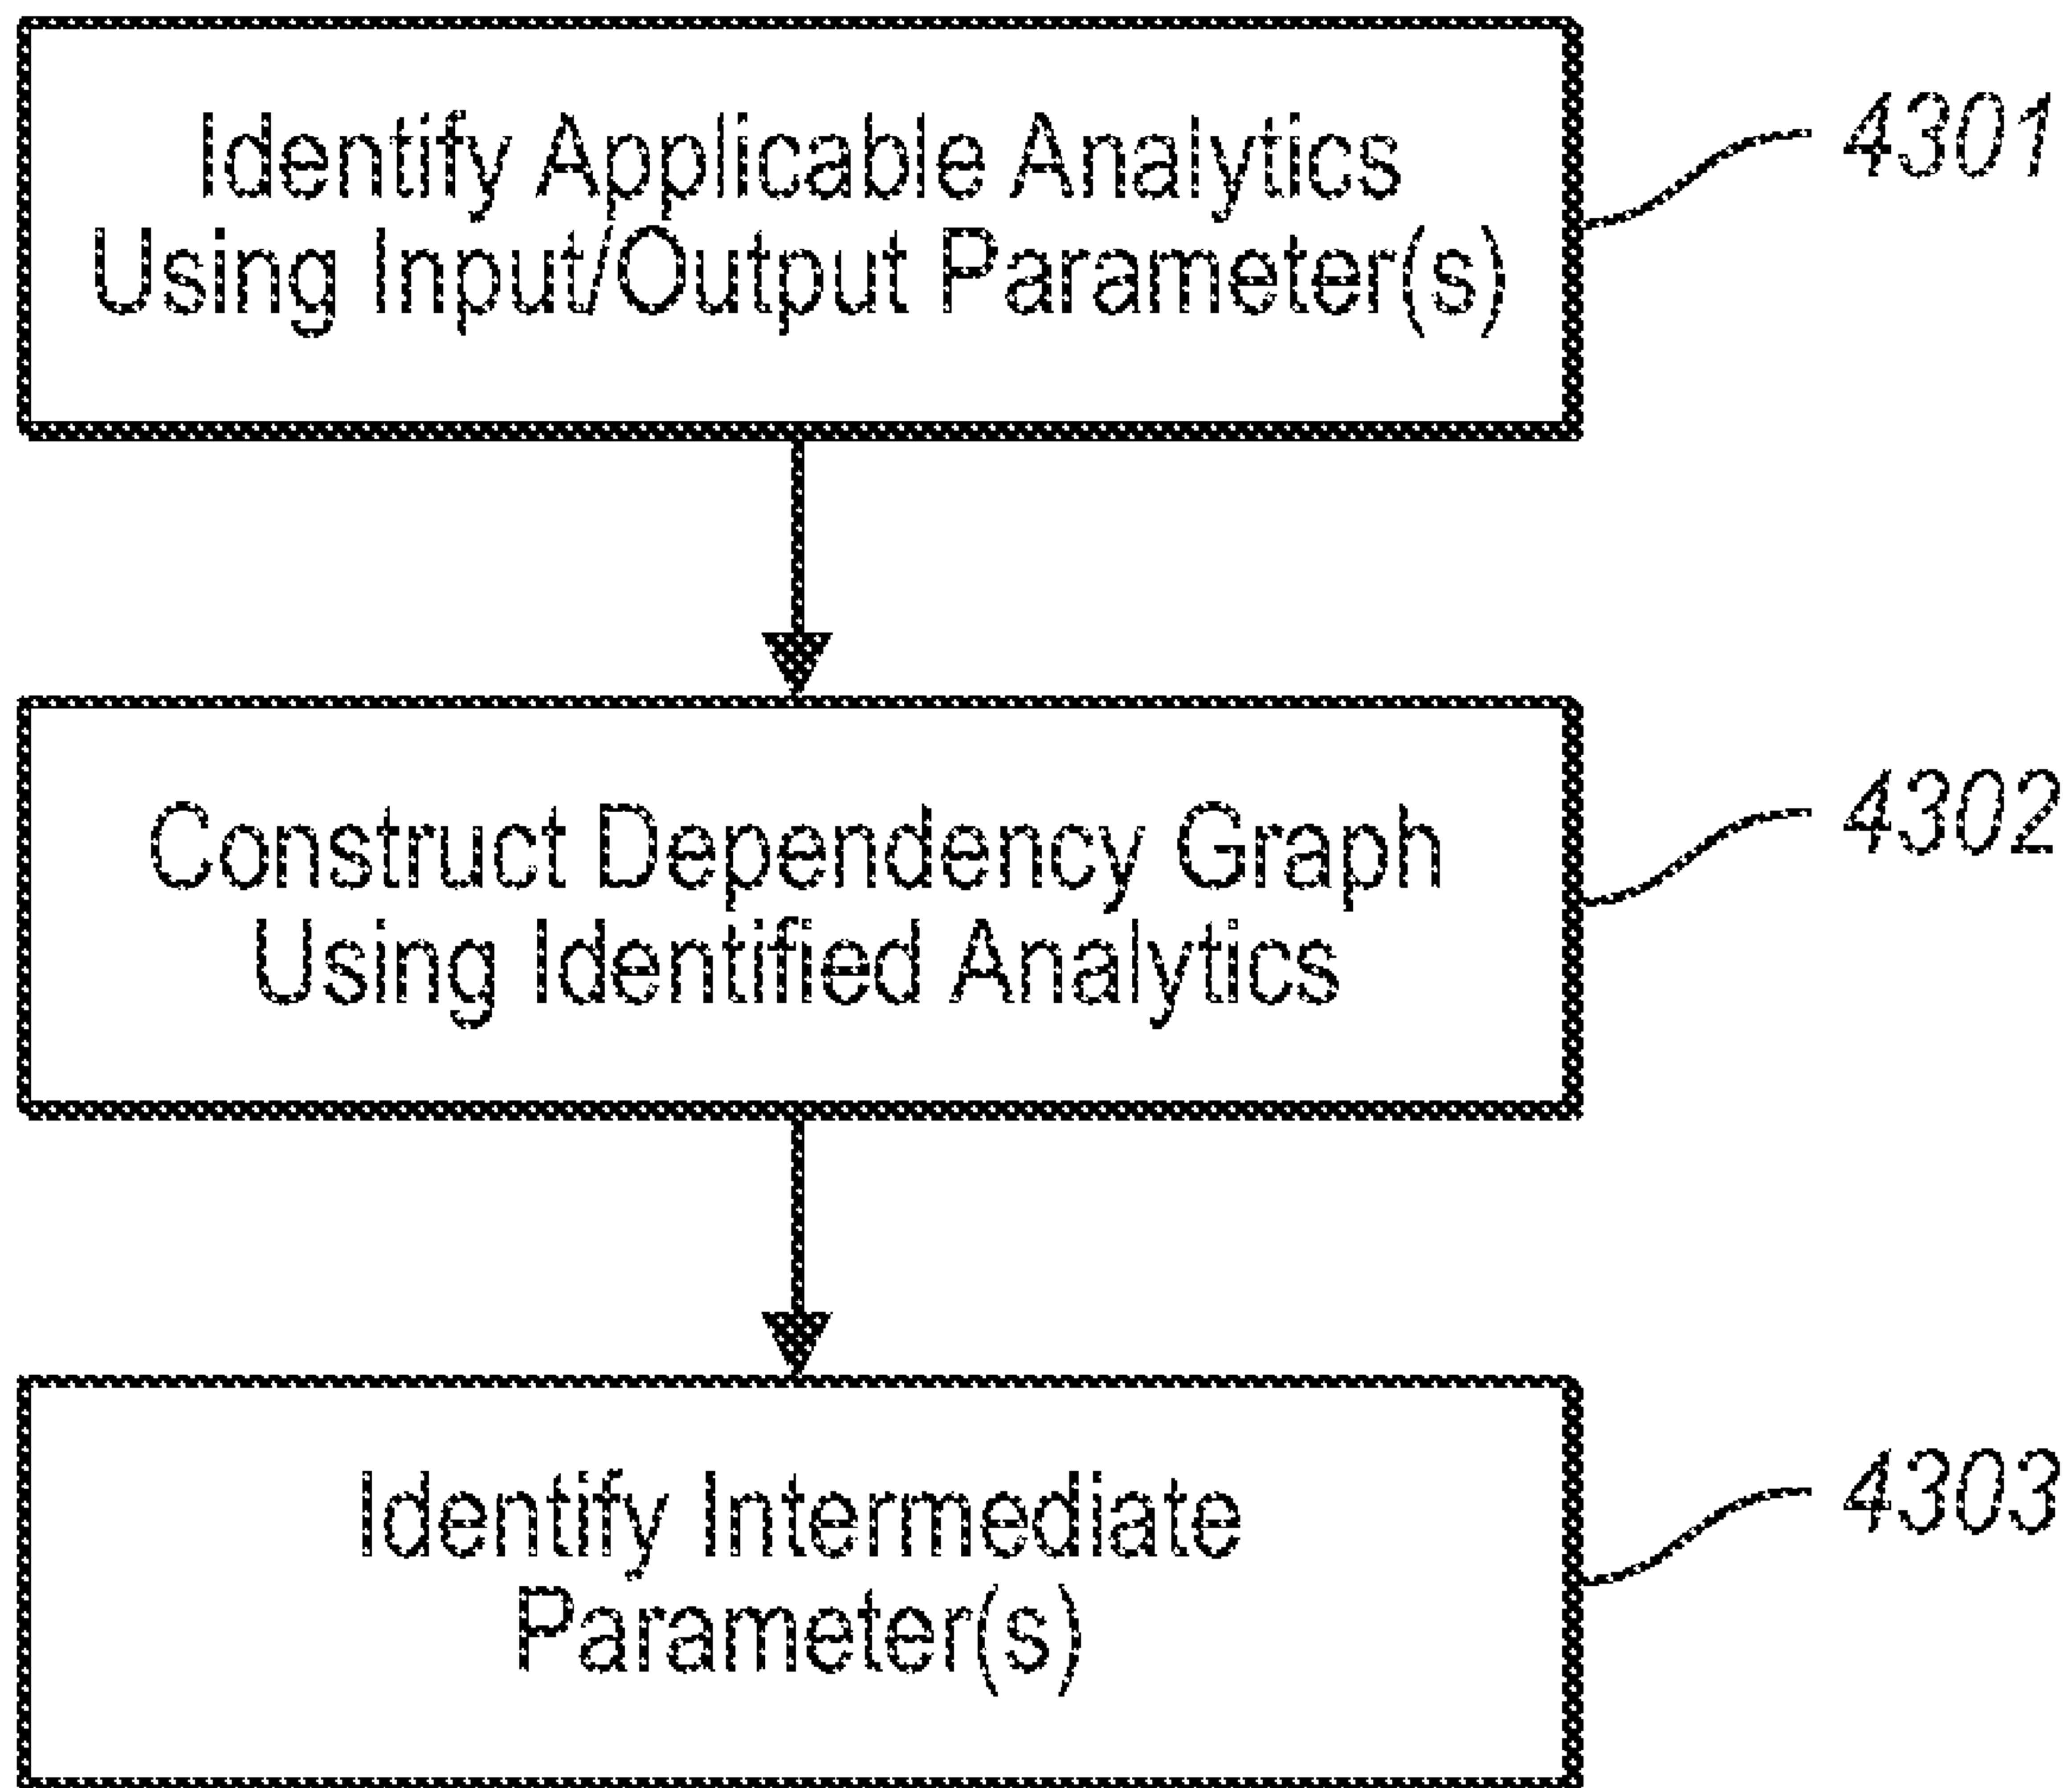 Identify Applicable Analytics
Using Input/Output Parameter(s)
4301
Construct Dependency Graph
Using Identified Analytics
4302
Identify Intermediate
Parameter(s)
4303